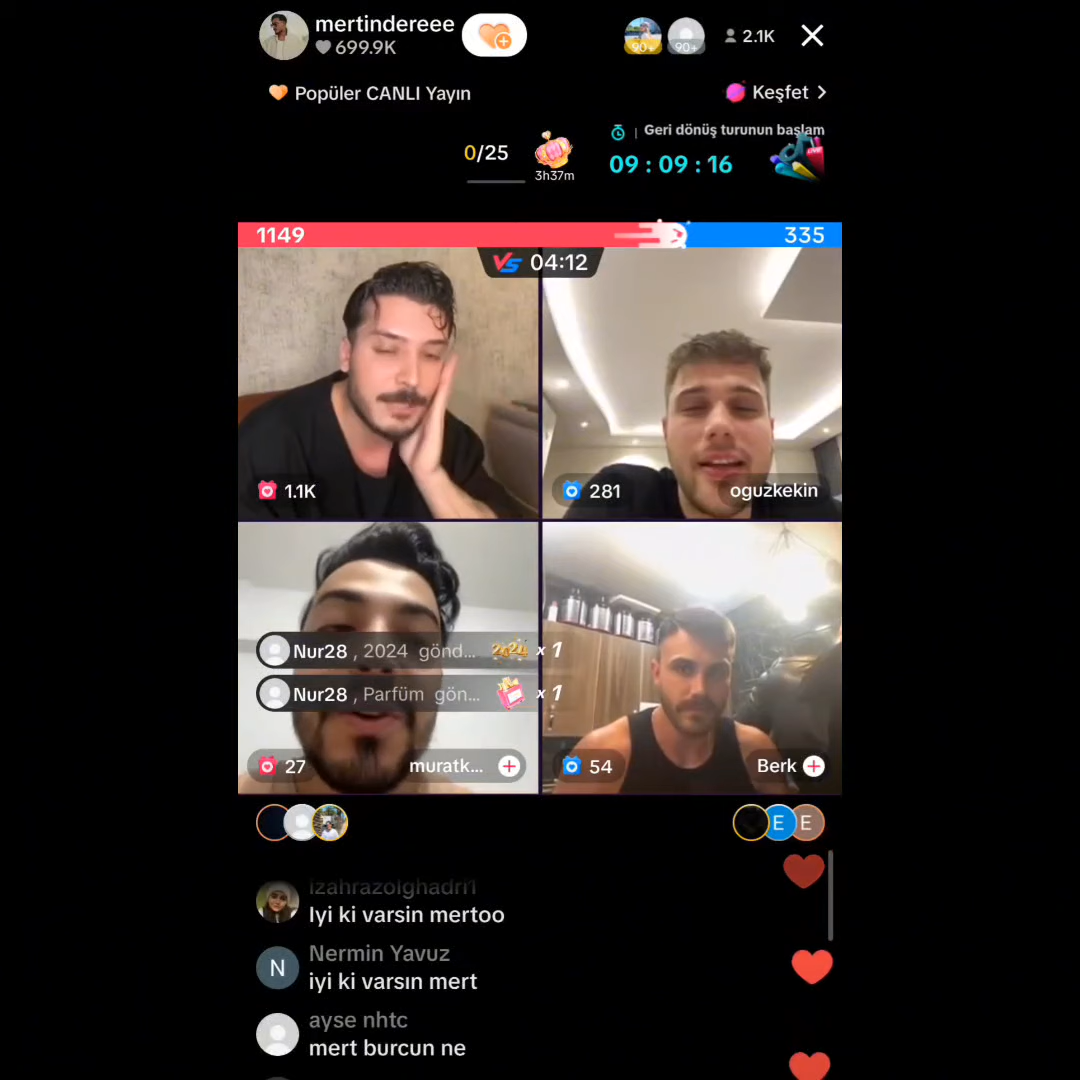 mertindereee
699.9K
90+
90+
2.1K
Popüler CANLI Yayın
Keşfet
0/25
3h37m
Geri dönüş turunun başlam
09 : 09 : 16
1149
335
VS 04:12
1.1K
281
oguzkekin
Nur28 , 2024 gönd... x 1
Nur28 , Parfüm gön... x 1
27
muratk...
54
Berk
E
E
izahrazolghadri1
Iyi ki varsin mertoo
N
Nermin Yavuz
iyi ki varsın mert
ayse nhtc
mert burcun ne